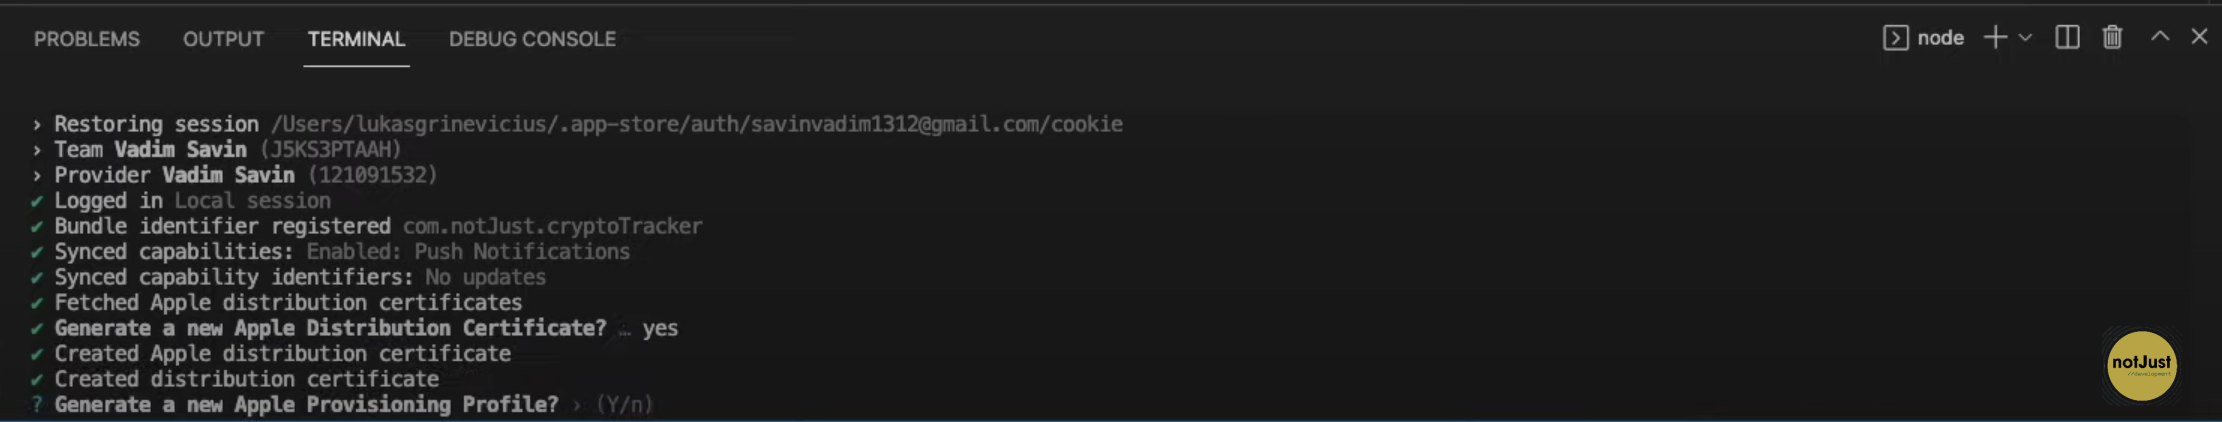 PROBLEMS OUTPUT TERMINAL DEBUG CONSOLE node
› Restoring session /Users/lukasgrinevicius/.app-store/auth/savinvadim1312@gmail.com/cookie
› Team Vadim Savin (J5KS3PTAAH)
› Provider Vadim Savin (121091532)
✔ Logged in Local session
✔ Bundle identifier registered com.notJust.cryptoTracker
✔ Synced capabilities: Enabled: Push Notifications
✔ Synced capability identifiers: No updates
✔ Fetched Apple distribution certificates
✔ Generate a new Apple Distribution Certificate? … yes
✔ Created Apple distribution certificate
✔ Created distribution certificate
? Generate a new Apple Provisioning Profile? › (Y/n)
notJust
//development